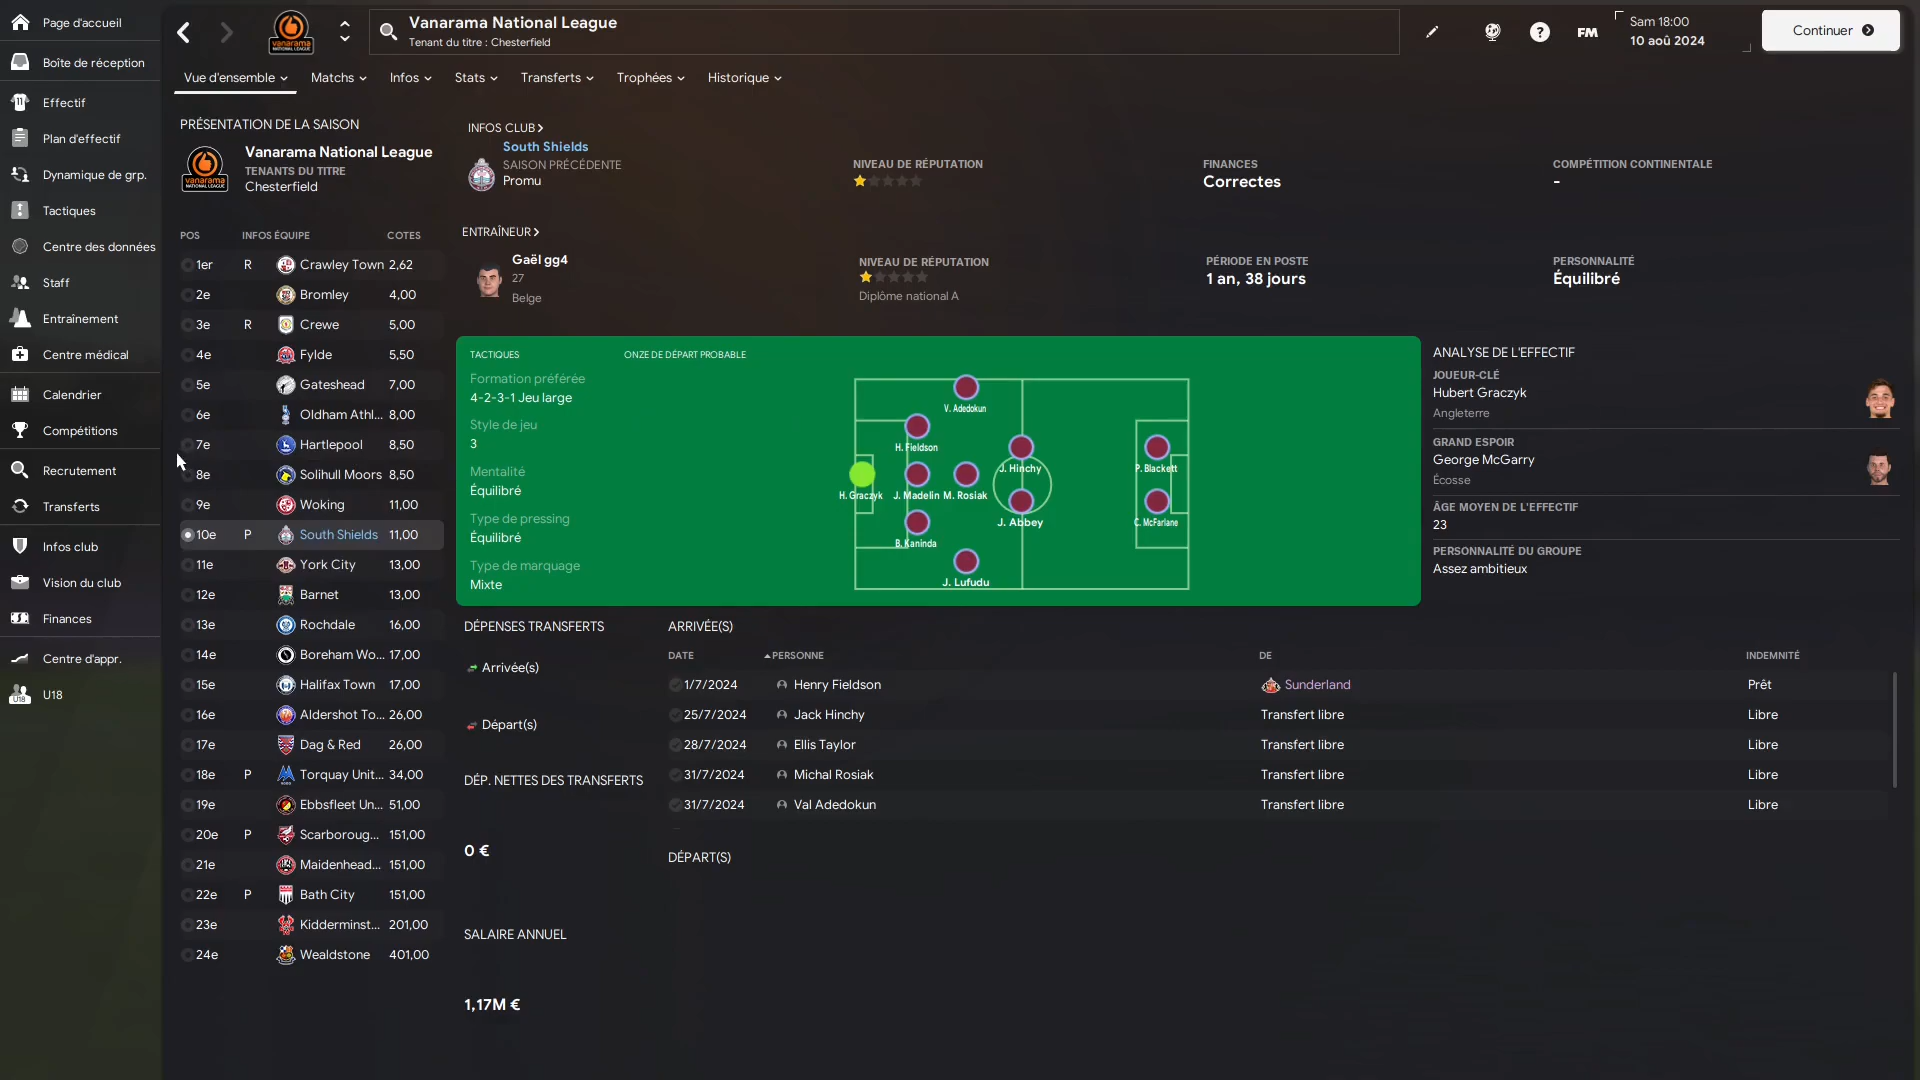 Page d'accueil
Boîte de réception
Effectif
Plan d'effectif
Dynamique de grp.
Tactiques
Centre des données
Staff
Entraînement
Centre médical
Calendrier
Compétitions
Recrutement
Transferts
Infos club
Vision du club
Finances
Centre d'appr.
U18
Vanarama National League
Tenant du titre : Chesterfield
FM
Sam 18:00
10 aoû 2024
Continuer
Vue d'ensemble
Matchs
Infos
Stats
Transferts
Trophées
Historique
PRÉSENTATION DE LA SAISON
Vanarama National League
TENANTS DU TITRE
Chesterfield
POS INFOS ÉQUIPE COTES
1er R Crawley Town 2,62
2e Bromley 4,00
3e R Crewe 5,00
4e Fylde 5,50
5e Gateshead 7,00
6e Oldham Athl... 8,00
7e Hartlepool 8,50
8e Solihull Moors 8,50
9e Woking 11,00
10e P South Shields 11,00
11e York City 13,00
12e Barnet 13,00
13e Rochdale 16,00
14e Boreham Wo... 17,00
15e Halifax Town 17,00
16e Aldershot To... 26,00
17e Dag & Red 26,00
18e P Torquay Unit... 34,00
19e Ebbsfleet Un... 51,00
20e P Scarboroug... 151,00
21e Maidenhead... 151,00
22e P Bath City 151,00
23e Kidderminst... 201,00
24e Wealdstone 401,00
INFOS CLUB
South Shields
SAISON PRÉCÉDENTE
Promu
NIVEAU DE RÉPUTATION
FINANCES
Correctes
COMPÉTITION CONTINENTALE
-
ENTRAÎNEUR
Gaël gg4
27
Belge
NIVEAU DE RÉPUTATION
Diplôme national A
PÉRIODE EN POSTE
1 an, 38 jours
PERSONNALITÉ
Équilibré
TACTIQUES
Formation préférée
4-2-3-1 Jeu large
Style de jeu
3
Mentalité
Équilibré
Type de pressing
Équilibré
Type de marquage
Mixte
ONZE DE DÉPART PROBABLE
V. Adedokun
H. Fieldson
J. Hinchy
P. Blackett
H. Graczyk
J. Madelin
M. Rosiak
J. Abbey
C. McFarlane
B. Kaninda
J. Lufudu
ANALYSE DE L'EFFECTIF
JOUEUR-CLÉ
Hubert Graczyk
Angleterre
GRAND ESPOIR
George McGarry
Écosse
ÂGE MOYEN DE L'EFFECTIF
23
PERSONNALITÉ DU GROUPE
Assez ambitieux
DÉPENSES TRANSFERTS
Arrivée(s)
Départ(s)
DÉP. NETTES DES TRANSFERTS
0 €
SALAIRE ANNUEL
1,17M €
ARRIVÉE(S)
DATE PERSONNE DE INDEMNITÉ
1/7/2024 Henry Fieldson Sunderland Prêt
25/7/2024 Jack Hinchy Transfert libre Libre
28/7/2024 Ellis Taylor Transfert libre Libre
31/7/2024 Michal Rosiak Transfert libre Libre
31/7/2024 Val Adedokun Transfert libre Libre
DÉPART(S)